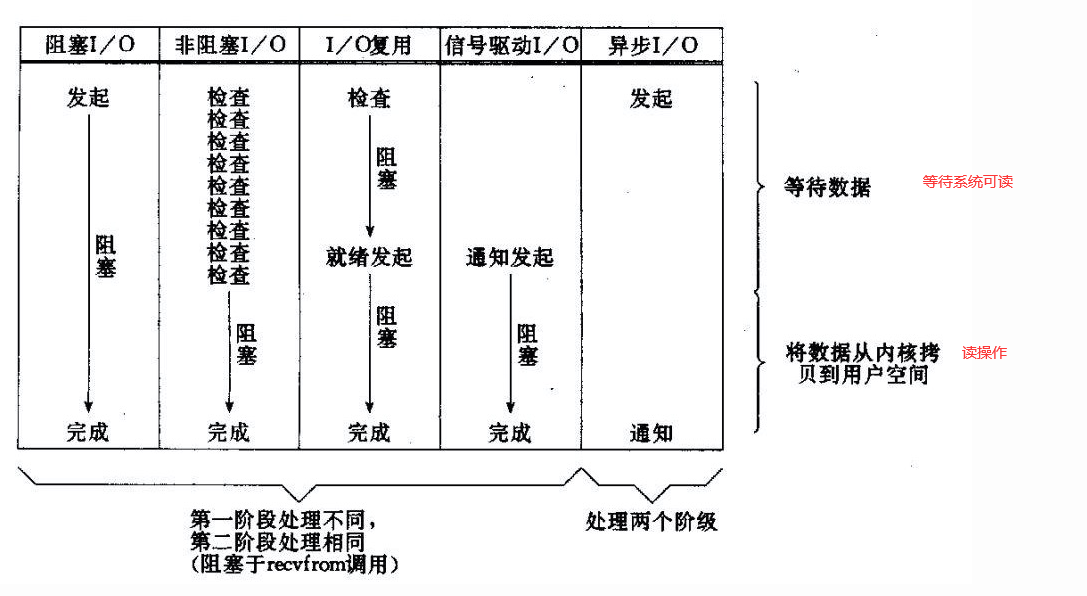 阻塞I/O 非阻塞I/O I/O复用 信号驱动I/O 异步I/O
发起 检查 检查 发起
检查
检查
检查
检查
检查
检查
检查
检查
阻塞
阻塞
等待数据 等待系统可读
就绪发起 通知发起
阻塞 阻塞 阻塞
将数据从内核拷 读操作
贝到用户空间
完成 完成 完成 完成 通知
第一阶段处理不同，
第二阶段处理相同
（阻塞于recvfrom调用）
处理两个阶级